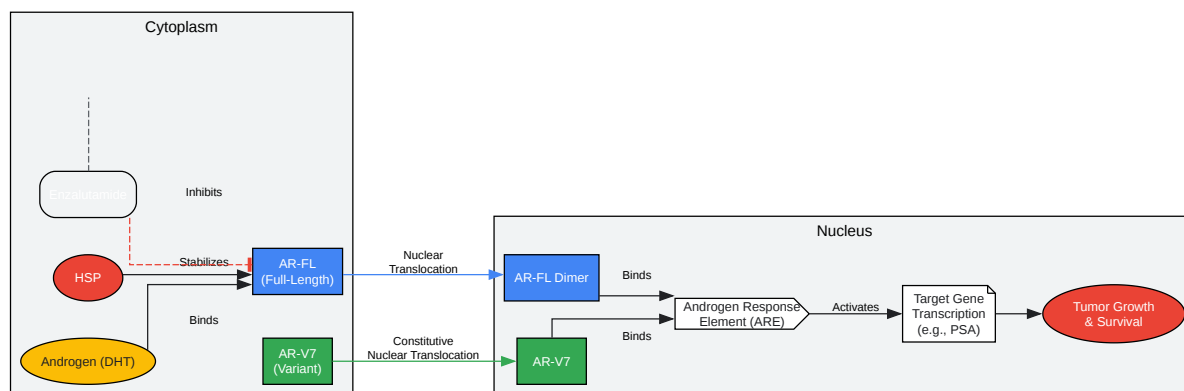 Cytoplasm
Enzalutamide
Inhibits
HSP
Stabilizes
AR-FL
(Full-Length)
Binds
Androgen (DHT)
AR-V7
(Variant)
Nuclear
Translocation
Constitutive
Nuclear Translocation
Nucleus
AR-FL Dimer
Binds
AR-V7
Binds
Androgen Response
Element (ARE)
Activates
Target Gene
Transcription
(e.g., PSA)
Tumor Growth
& Survival